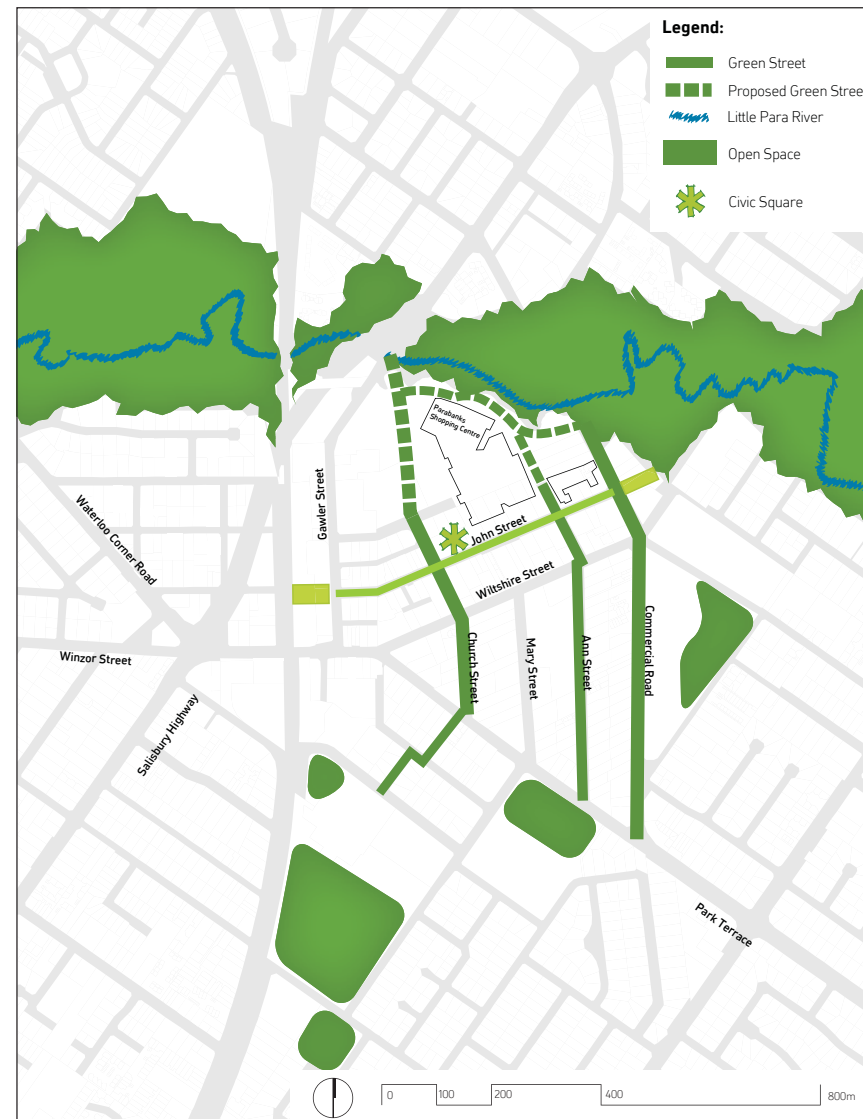 Legend:
Green Street
Proposed Green Stree
Little Para River
Open Space
Civic Square
Parabanks
Shopping Centre
Gawler Street
John Street
Waterloo Corner Road
Wiltshire Street
Winzor Street
Church Street
Mary Street
Ann Street
Commercial Road
Salisbury Highway
Park Terrace
0 100 200 400 800m